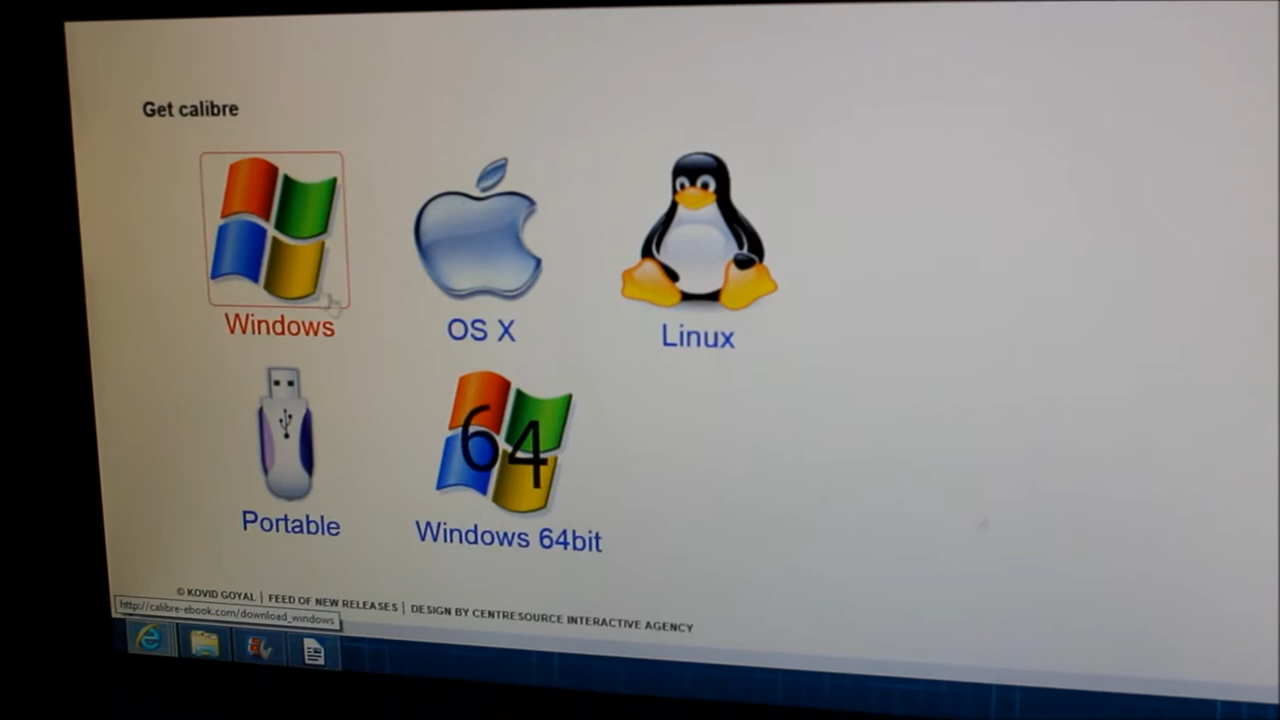 Get calibre
Windows
OS X
Linux
64
Portable
Windows 64bit
© KOVID GOYAL | FEED OF NEW RELEASES | DESIGN BY CENTRESOURCE INTERACTIVE AGENCY
http://calibre-ebook.com/download_windows